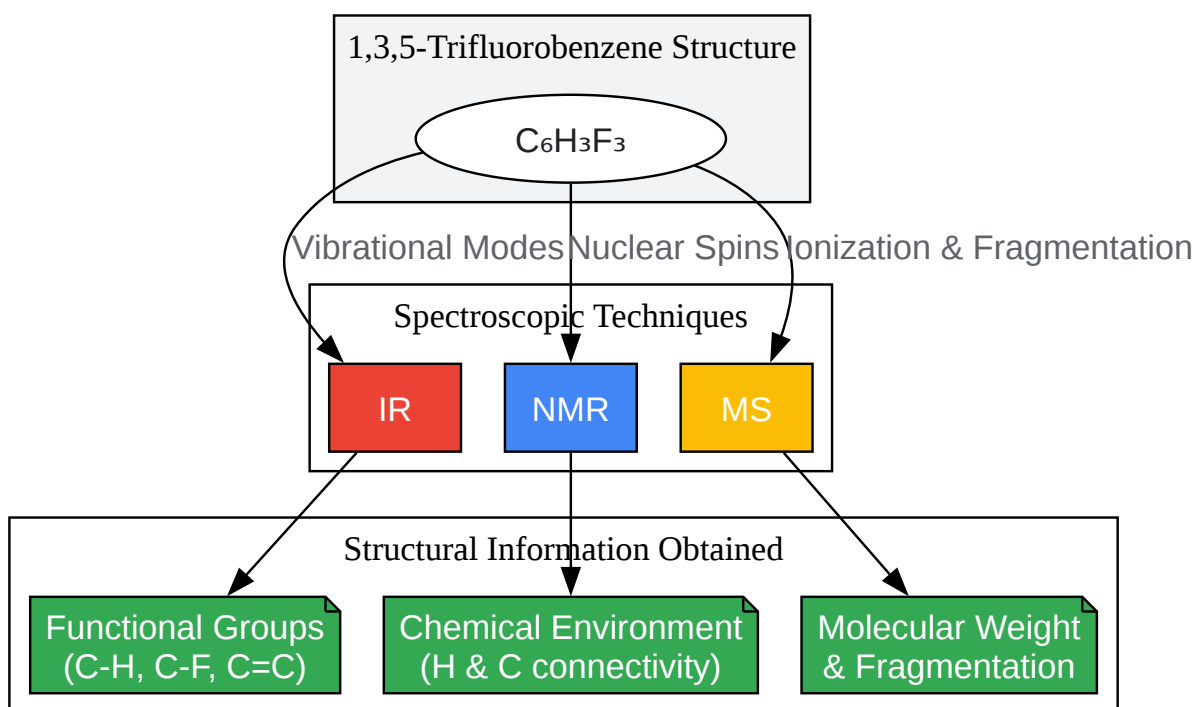 1,3,5-Trifluorobenzene Structure
C₆H₃F₃
Vibrational Modes Nuclear Spins Ionization & Fragmentation
Spectroscopic Techniques
IR NMR MS
Structural Information Obtained
Functional Groups
(C-H, C-F, C=C)
Chemical Environment
(H & C connectivity)
Molecular Weight
& Fragmentation